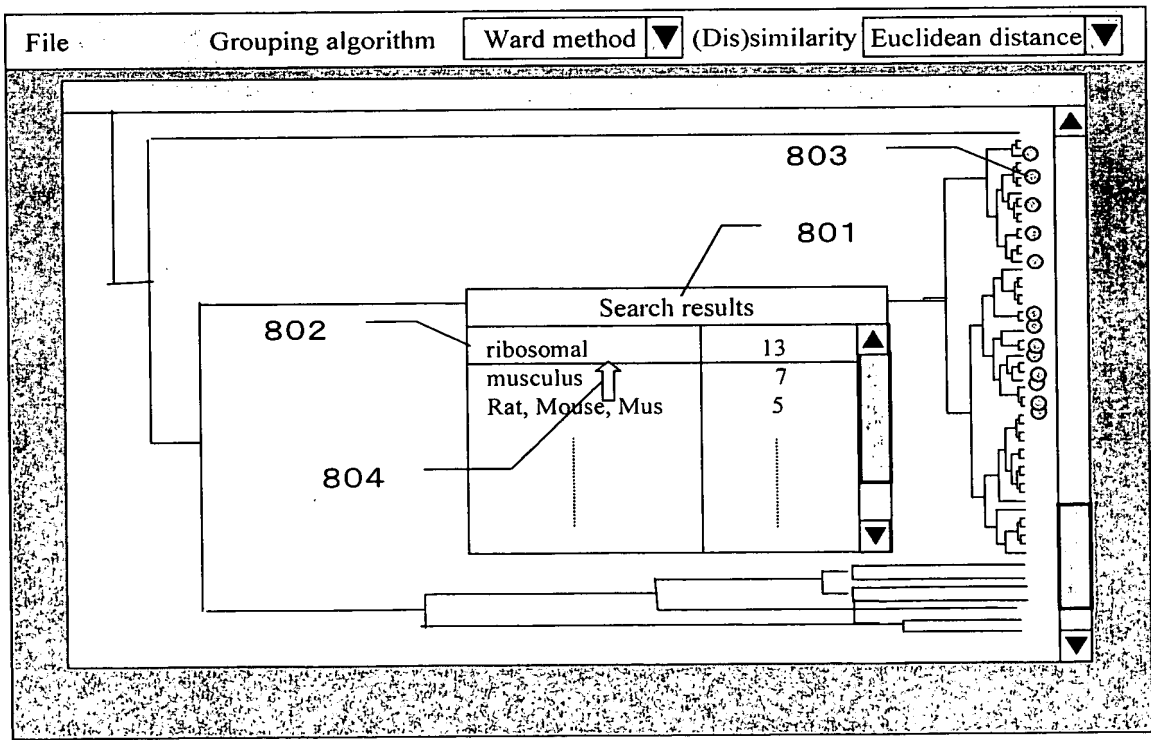 File Grouping algorithm Ward method (Dis)similarity Euclidean distance
803
801
Search results
802
ribosomal 13
musculus 7
Rat, Mouse, Mus 5
804